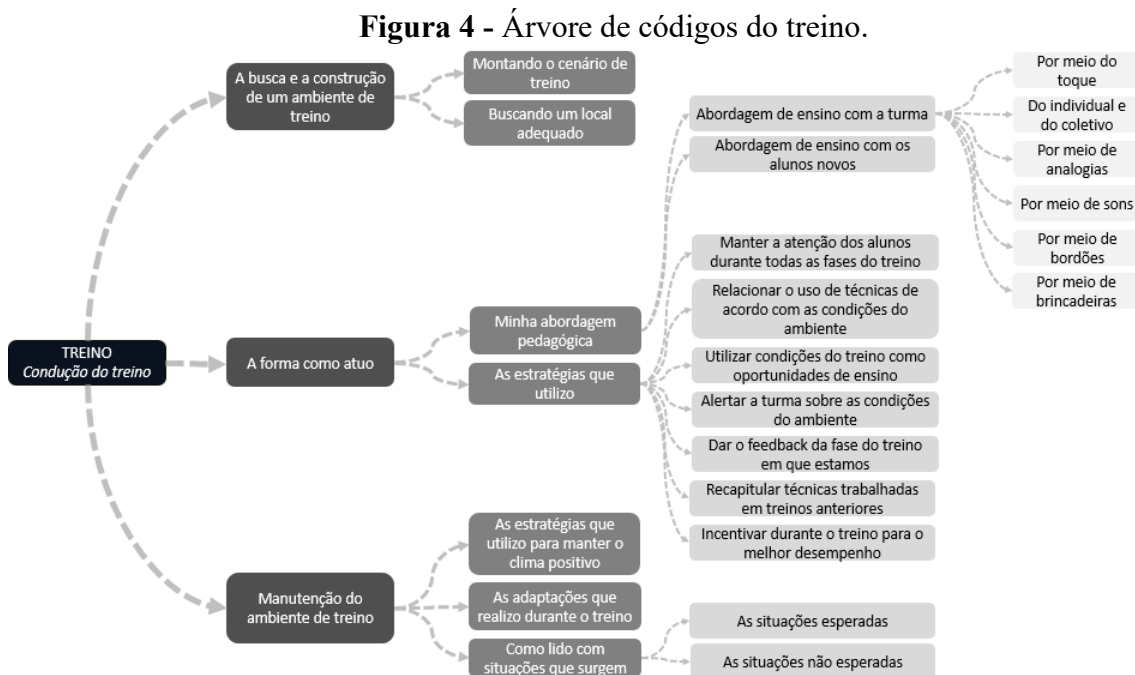 Figura 4 - Árvore de códigos do treino.
TREINO
Condução do treino
A busca e a construção
de um ambiente de
treino
Montando o cenário de
treino
Buscando um local
adequado
A forma como atuo
Minha abordagem
pedagógica
Abordagem de ensino com a turma
Por meio do
toque
Do individual e
do coletivo
Por meio de
analogias
Por meio de sons
Por meio de
bordões
Por meio de
brincadeiras
Abordagem de ensino com os
alunos novos
As estratégias que
utilizo
Manter a atenção dos alunos
durante todas as fases do treino
Relacionar o uso de técnicas de
acordo com as condições do
ambiente
Utilizar condições do treino como
oportunidades de ensino
Alertar a turma sobre as condições
do ambiente
Dar o feedback da fase do treino
em que estamos
Recapitular técnicas trabalhadas
em treinos anteriores
Incentivar durante o treino para o
melhor desempenho
Manutenção do
ambiente de treino
As estratégias que
utilizo para manter o
clima positivo
As adaptações que
realizo durante o treino
Como lido com
situações que surgem
As situações esperadas
As situações não esperadas